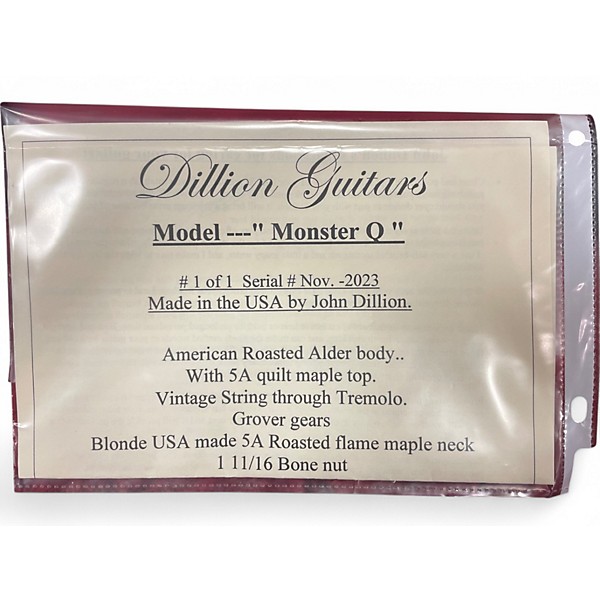 Dillion Guitars
Model ---" Monster Q "
# 1 of 1 Serial # Nov. -2023
Made in the USA by John Dillion.
American Roasted Alder body..
With 5A quilt maple top.
Vintage String through Tremolo.
Grover gears
Blonde USA made 5A Roasted flame maple neck
1 11/16 Bone nut